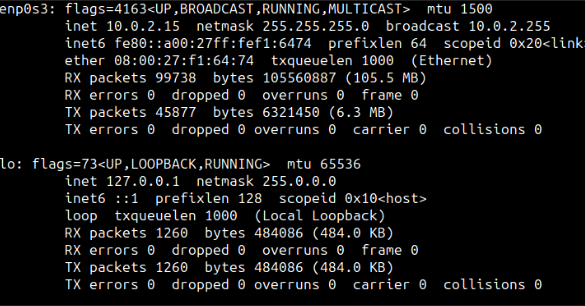 enp0s3: flags=4163<UP,BROADCAST,RUNNING,MULTICAST>  mtu 1500
        inet 10.0.2.15  netmask 255.255.255.0  broadcast 10.0.2.255
        inet6 fe80::a00:27ff:fef1:6474  prefixlen 64  scopeid 0x20<link
        ether 08:00:27:f1:64:74  txqueuelen 1000  (Ethernet)
        RX packets 99738  bytes 105560887 (105.5 MB)
        RX errors 0  dropped 0  overruns 0  frame 0
        TX packets 45877  bytes 6321450 (6.3 MB)
        TX errors 0  dropped 0 overruns 0  carrier 0  collisions 0
lo: flags=73<UP,LOOPBACK,RUNNING>  mtu 65536
        inet 127.0.0.1  netmask 255.0.0.0
        inet6 ::1  prefixlen 128  scopeid 0x10<host>
        loop  txqueuelen 1000  (Local Loopback)
        RX packets 1260  bytes 484086 (484.0 KB)
        RX errors 0  dropped 0  overruns 0  frame 0
        TX packets 1260  bytes 484086 (484.0 KB)
        TX errors 0  dropped 0 overruns 0  carrier 0  collisions 0